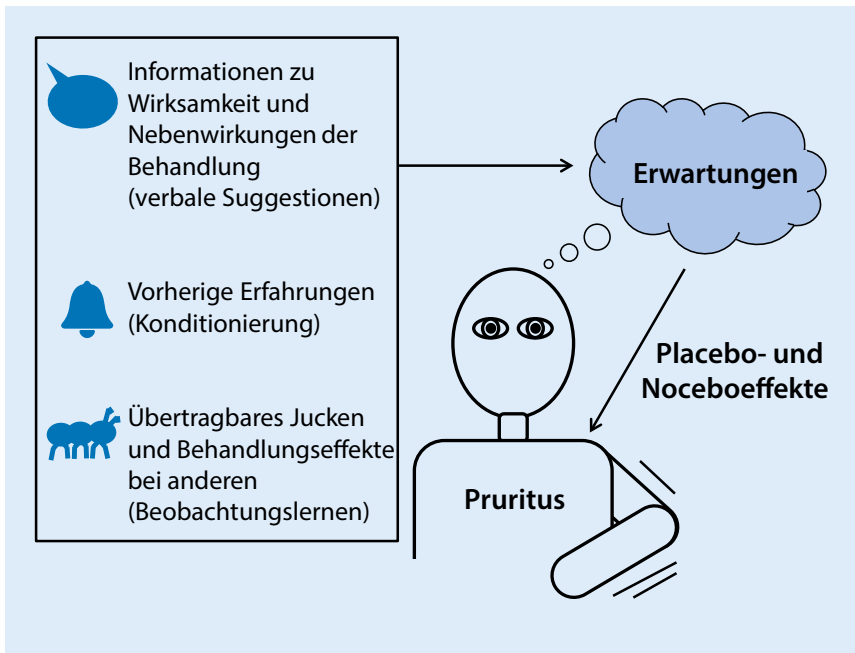 Informationen zu
Wirksamkeit und
Nebenwirkungen der
Behandlung
(verbale Suggestionen)
Vorherige Erfahrungen
(Konditionierung)
Übertragbares Jucken
und Behandlungseffekte
bei anderen
(Beobachtungslernen)
Erwartungen
Placebo- und
Noceboeffekte
Pruritus